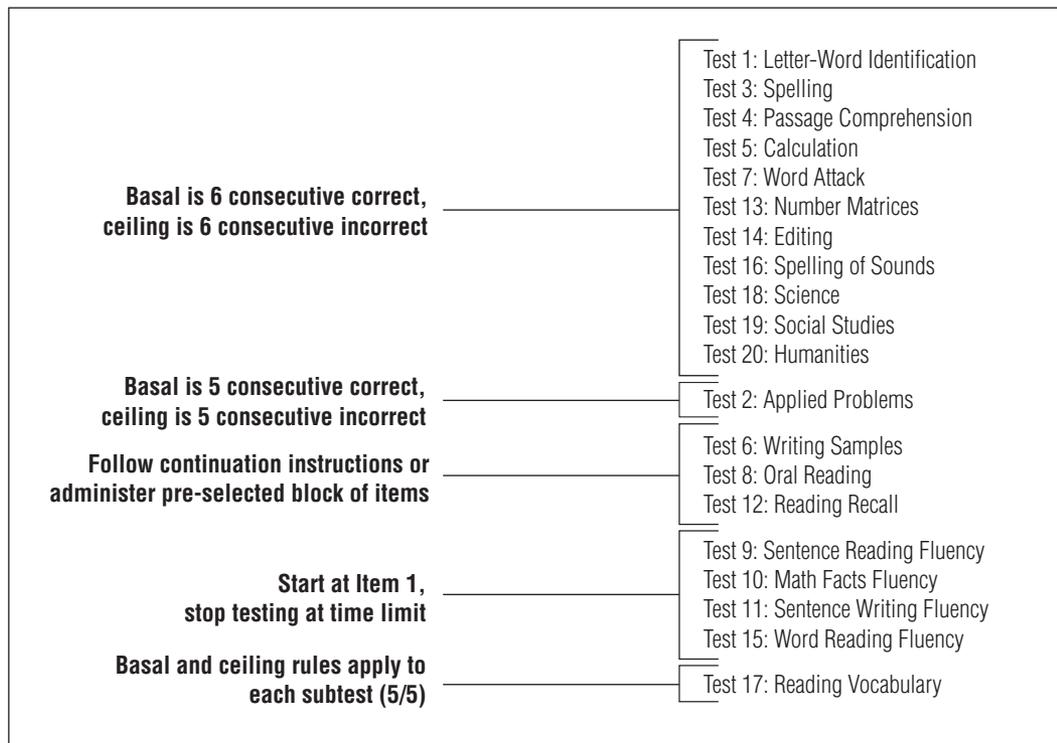 Basal is 6 consecutive correct,
ceiling is 6 consecutive incorrect
Test 1: Letter-Word Identification
Test 3: Spelling
Test 4: Passage Comprehension
Test 5: Calculation
Test 7: Word Attack
Test 13: Number Matrices
Test 14: Editing
Test 16: Spelling of Sounds
Test 18: Science
Test 19: Social Studies
Test 20: Humanities
Basal is 5 consecutive correct,
ceiling is 5 consecutive incorrect
Test 2: Applied Problems
Follow continuation instructions or
administer pre-selected block of items
Test 6: Writing Samples
Test 8: Oral Reading
Test 12: Reading Recall
Start at Item 1,
stop testing at time limit
Test 9: Sentence Reading Fluency
Test 10: Math Facts Fluency
Test 11: Sentence Writing Fluency
Test 15: Word Reading Fluency
Basal and ceiling rules apply to
each subtest (5/5)
Test 17: Reading Vocabulary